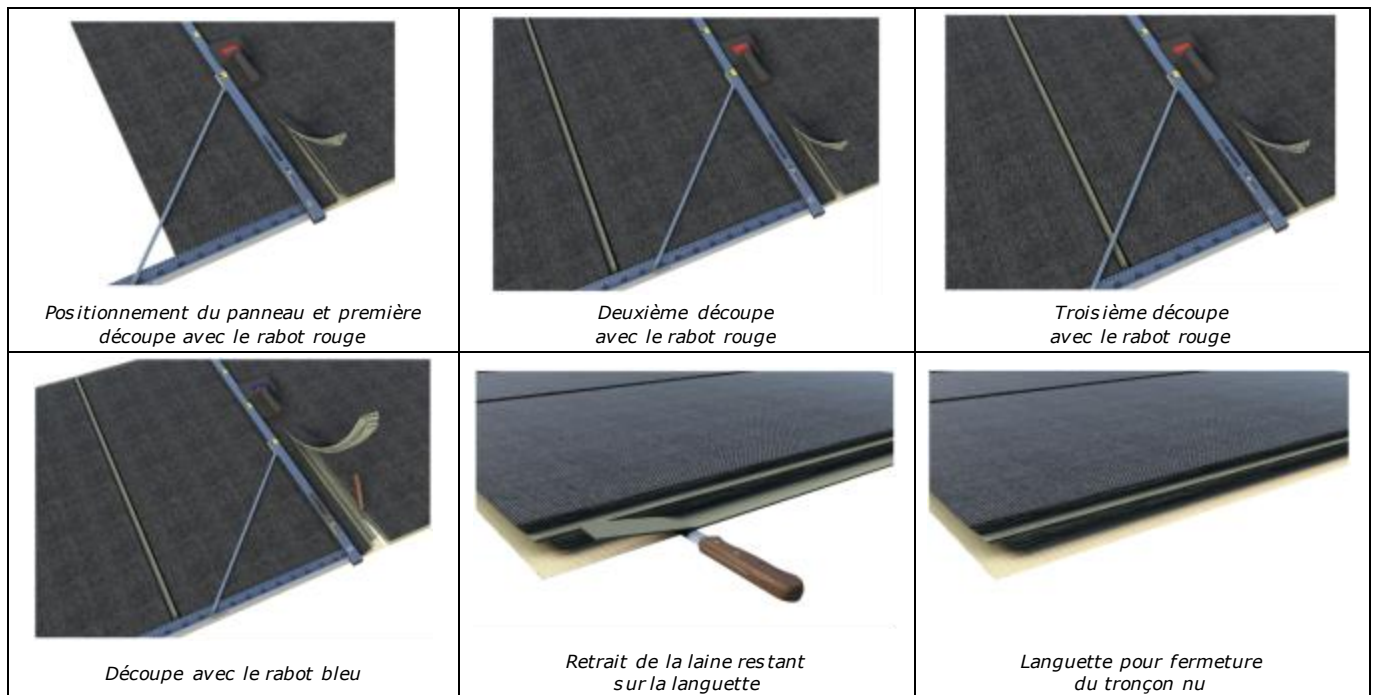 Positionnement du panneau et première
découpe avec le rabot rouge
Deuxième découpe
avec le rabot rouge
Troisième découpe
avec le rabot rouge
Découpe avec le rabot bleu
Retrait de la laine restant
sur la languette
Languette pour fermeture
du tronçon nu